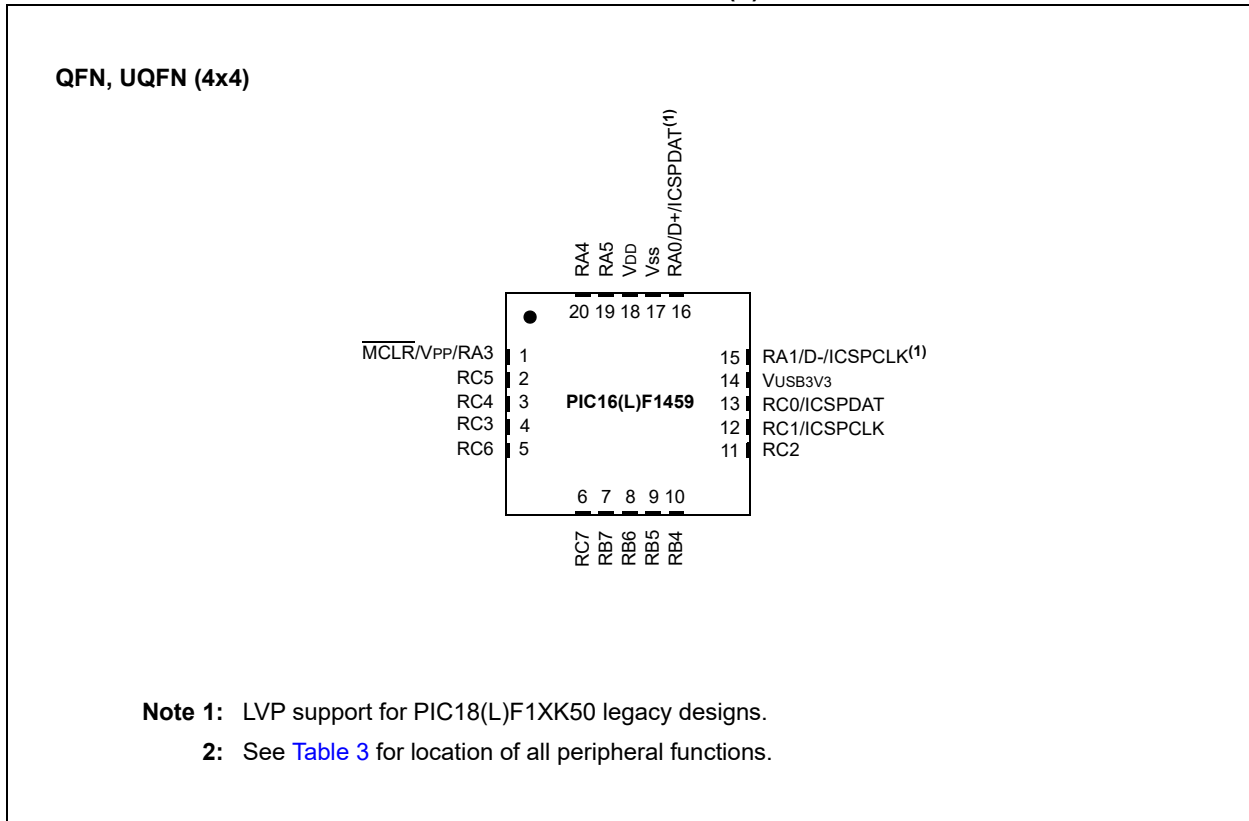 QFN, UQFN (4x4)
RA4
RA5
VDD
Vss
RA0/D+/ICSPDAT(1)
20 19 18 17 16
MCLR/VPP/RA3 1
RC5 2
RC4 3
RC3 4
RC6 5
PIC16(L)F1459
15 RA1/D-/ICSPCLK(1)
14 VUSB3V3
13 RC0/ICSPDAT
12 RC1/ICSPCLK
11 RC2
6 7 8 9 10
RC7
RB7
RB6
RB5
RB4
Note 1: LVP support for PIC18(L)F1XK50 legacy designs.
2: See Table 3 for location of all peripheral functions.